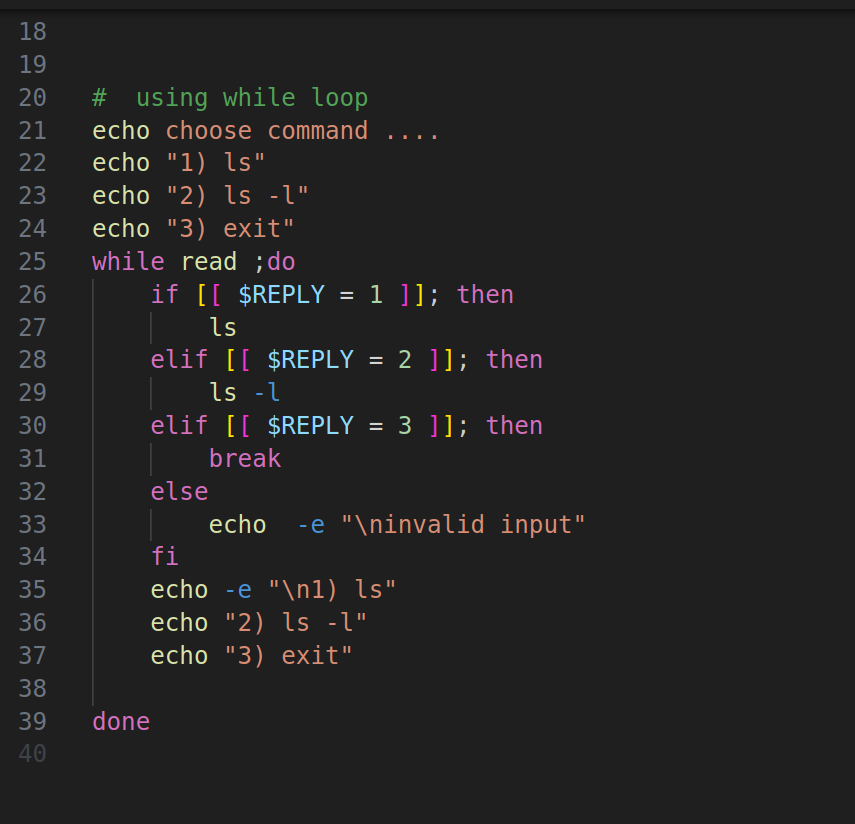 18
19
20 #  using while loop
21 echo choose command ....
22 echo "1) ls"
23 echo "2) ls -l"
24 echo "3) exit"
25 while read ;do
26     if [[ $REPLY = 1 ]]; then
27         ls
28     elif [[ $REPLY = 2 ]]; then
29         ls -l
30     elif [[ $REPLY = 3 ]]; then
31         break
32     else
33         echo  -e "\ninvalid input"
34     fi
35     echo -e "\n1) ls"
36     echo "2) ls -l"
37     echo "3) exit"
38
39 done
40